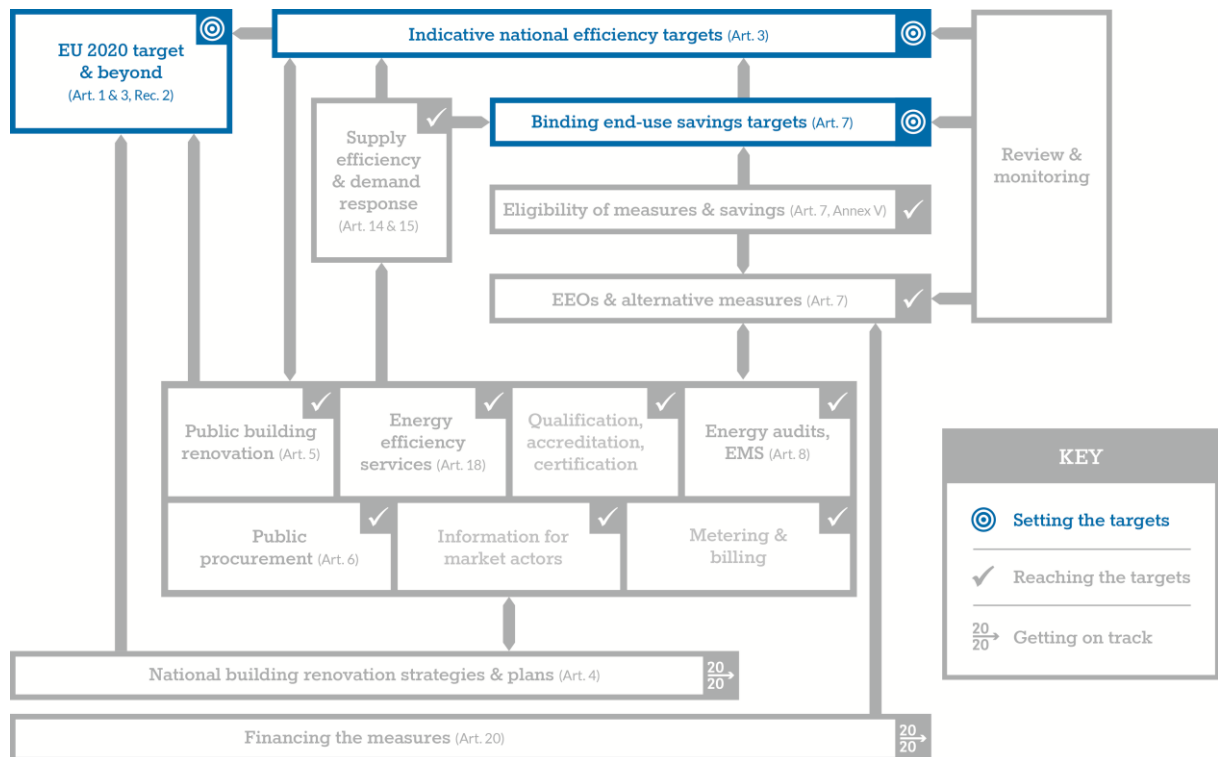 EU 2020 target
& beyond
(Art. 1 & 3, Rec. 2)
Indicative national efficiency targets (Art. 3)
Supply
efficiency
& demand
response
(Art. 14 & 15)
Binding end-use savings targets (Art. 7)
Eligibility of measures & savings (Art. 7, Annex V)
EEOs & alternative measures (Art. 7)
Review &
monitoring
Public building
renovation (Art. 5)
Energy
efficiency
services (Art. 18)
Qualification,
accreditation,
certification
Energy audits,
EMS (Art. 8)
Public
procurement (Art. 6)
Information for
market actors
Metering &
billing
National building renovation strategies & plans (Art. 4)
20
20
Financing the measures (Art. 20)
20
20
KEY
Setting the targets
Reaching the targets
20
20
Getting on track